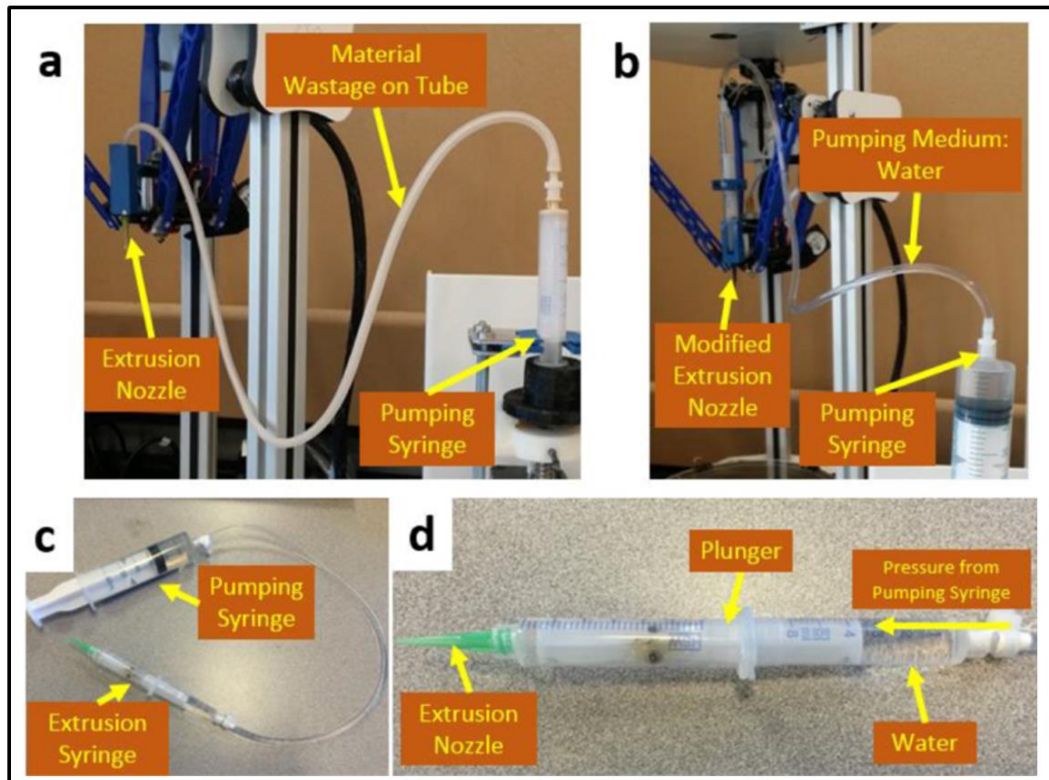 a
Material
Wastage on Tube
Extrusion
Nozzle
Pumping
Syringe
b
Pumping Medium:
Water
Modified
Extrusion
Nozzle
Pumping
Syringe
c
Pumping
Syringe
Extrusion
Syringe
d
Plunger
Pressure from
Pumping Syringe
Extrusion
Nozzle
Water